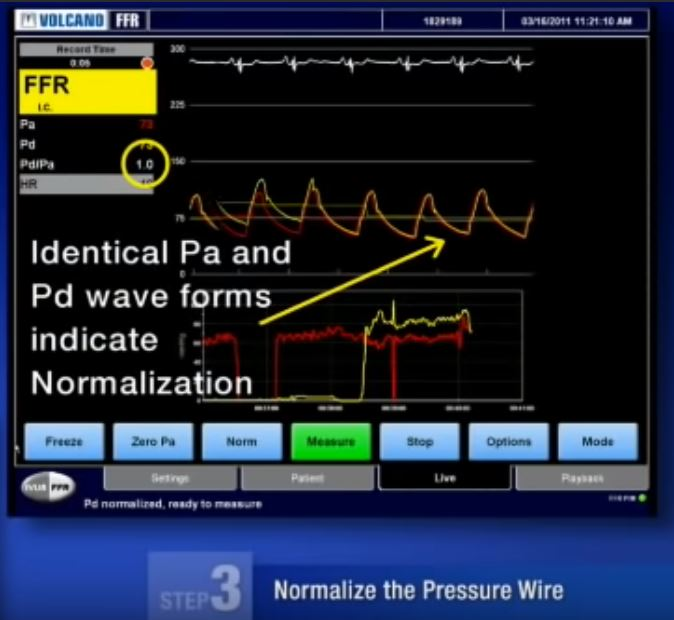 VOLCANO FFR 1829189 03/16/2011 11:21:10 AM
Record Time
0:05
FFR
I.C.
Pa 73
Pd 73
Pd/Pa 1.0
HR
300
225
150
75
0
Identical Pa and
Pd wave forms
indicate
Normalization
Freeze Zero Pa Norm Measure Stop Options Mode
IVUS FFR Settings Patient Live Playback
Pd normalized, ready to measure
STEP 3 Normalize the Pressure Wire